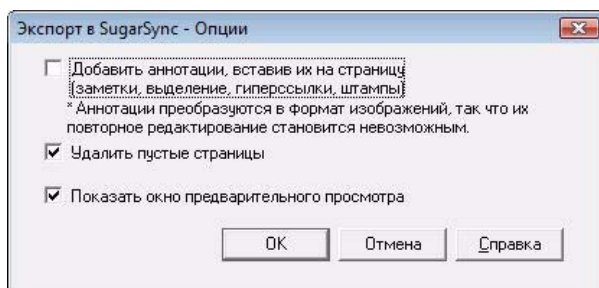 Экспорт в SugarSync - Опции
Добавить аннотации, вставив их на страницу
(заметки, выделение, гиперссылки, штампы)
* Аннотации преобразуются в формат изображений, так что их
повторное редактирование становится невозможным.
Удалить пустые страницы
Показать окно предварительного просмотра
OK Отмена Справка